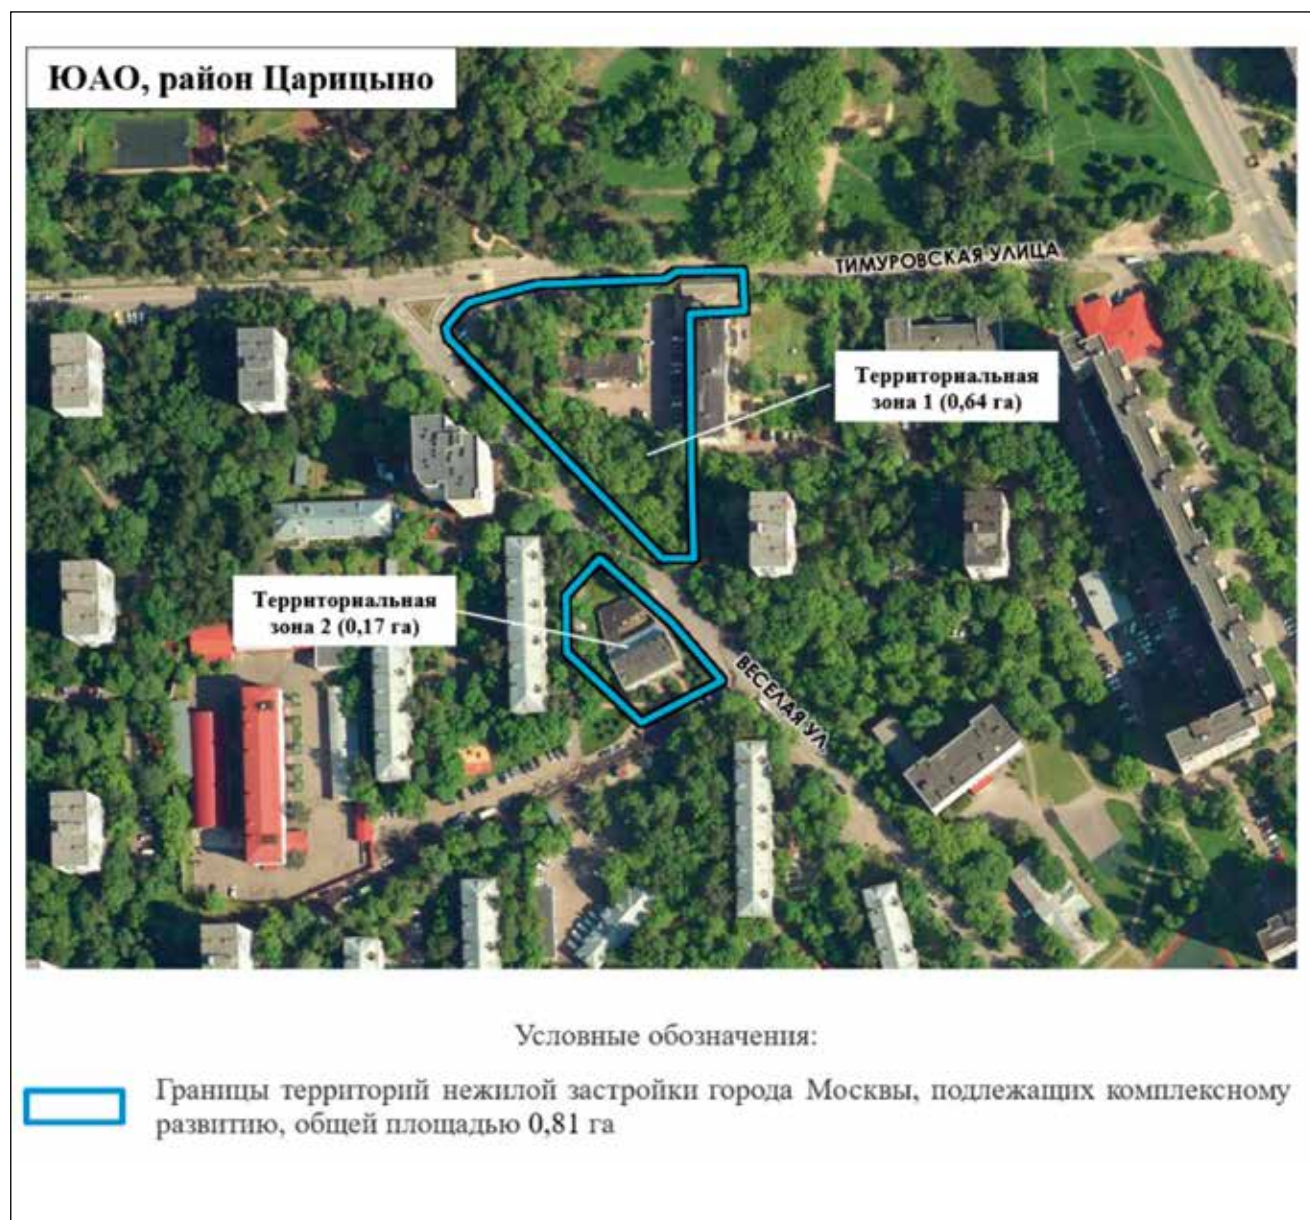 ЮАО, район Царицыно
ТИМУРОВСКАЯ УЛИЦА
Территориальная
зона 1 (0,64 га)
Территориальная
зона 2 (0,17 га)
ВЕСЕЛАЯ УЛ.
Условные обозначения:
Границы территорий нежилой застройки города Москвы, подлежащих комплексному
развитию, общей площадью 0,81 га